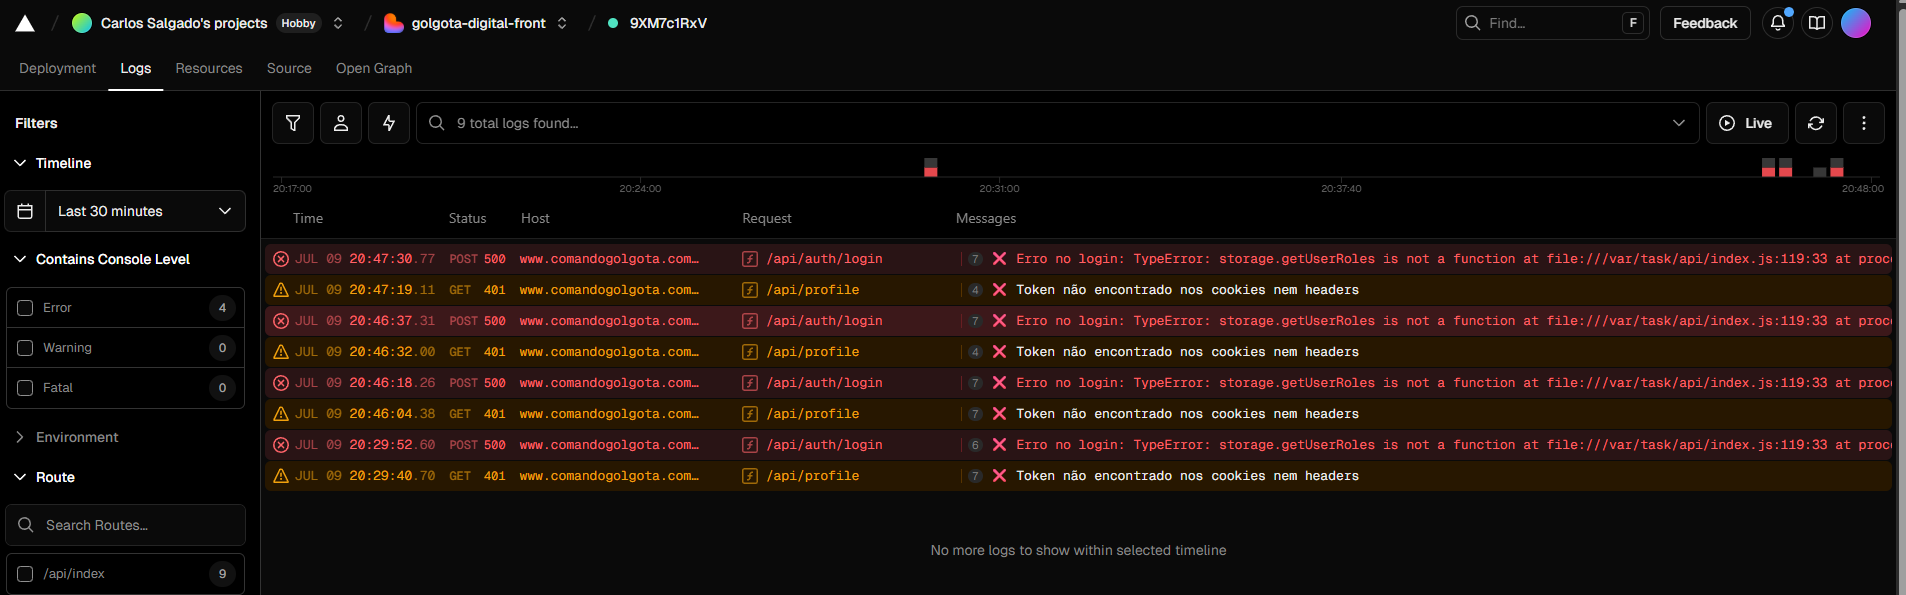 Carlos Salgado's projects Hobby golgota-digital-front 9XM7c1RxV Find... F Feedback
Deployment Logs Resources Source Open Graph
Filters
Timeline
Last 30 minutes
Contains Console Level
Error 4
Warning 0
Fatal 0
Environment
Route
Search Routes...
/api/index 9
9 total logs found... Live
20:17:00 20:24:00 20:31:00 20:37:40 20:48:00
Time Status Host Request Messages
JUL 09 20:47:30.77 POST 500 www.comandogolgota.com… /api/auth/login 7 ❌ Erro no login: TypeError: storage.getUserRoles is not a function at file:///var/task/api/index.js:119:33 at proc
JUL 09 20:47:19.11 GET 401 www.comandogolgota.com… /api/profile 4 ❌ Token não encontrado nos cookies nem headers
JUL 09 20:46:37.31 POST 500 www.comandogolgota.com… /api/auth/login 7 ❌ Erro no login: TypeError: storage.getUserRoles is not a function at file:///var/task/api/index.js:119:33 at proc
JUL 09 20:46:32.00 GET 401 www.comandogolgota.com… /api/profile 4 ❌ Token não encontrado nos cookies nem headers
JUL 09 20:46:18.26 POST 500 www.comandogolgota.com… /api/auth/login 7 ❌ Erro no login: TypeError: storage.getUserRoles is not a function at file:///var/task/api/index.js:119:33 at proc
JUL 09 20:46:04.38 GET 401 www.comandogolgota.com… /api/profile 7 ❌ Token não encontrado nos cookies nem headers
JUL 09 20:29:52.60 POST 500 www.comandogolgota.com… /api/auth/login 6 ❌ Erro no login: TypeError: storage.getUserRoles is not a function at file:///var/task/api/index.js:119:33 at proc
JUL 09 20:29:40.70 GET 401 www.comandogolgota.com… /api/profile 7 ❌ Token não encontrado nos cookies nem headers
No more logs to show within selected timeline